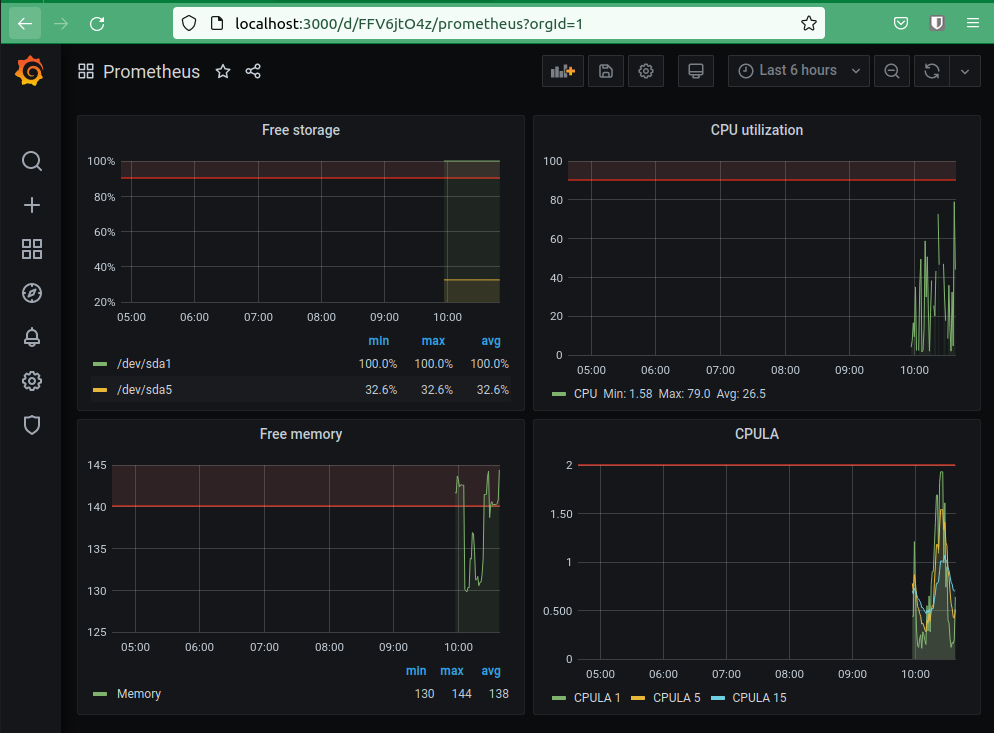 localhost:3000/d/FFV6jtO4z/prometheus?orgId=1
Prometheus
Last 6 hours
Free storage
100%
80%
60%
40%
20%
05:00 06:00 07:00 08:00 09:00 10:00
min max avg
/dev/sda1 100.0% 100.0% 100.0%
/dev/sda5 32.6% 32.6% 32.6%
CPU utilization
100
80
60
40
20
0
05:00 06:00 07:00 08:00 09:00 10:00
CPU Min: 1.58 Max: 79.0 Avg: 26.5
Free memory
145
140
135
130
125
05:00 06:00 07:00 08:00 09:00 10:00
min max avg
Memory 130 144 138
CPULA
2
1.50
1
0.500
0
05:00 06:00 07:00 08:00 09:00 10:00
CPULA 1 CPULA 5 CPULA 15